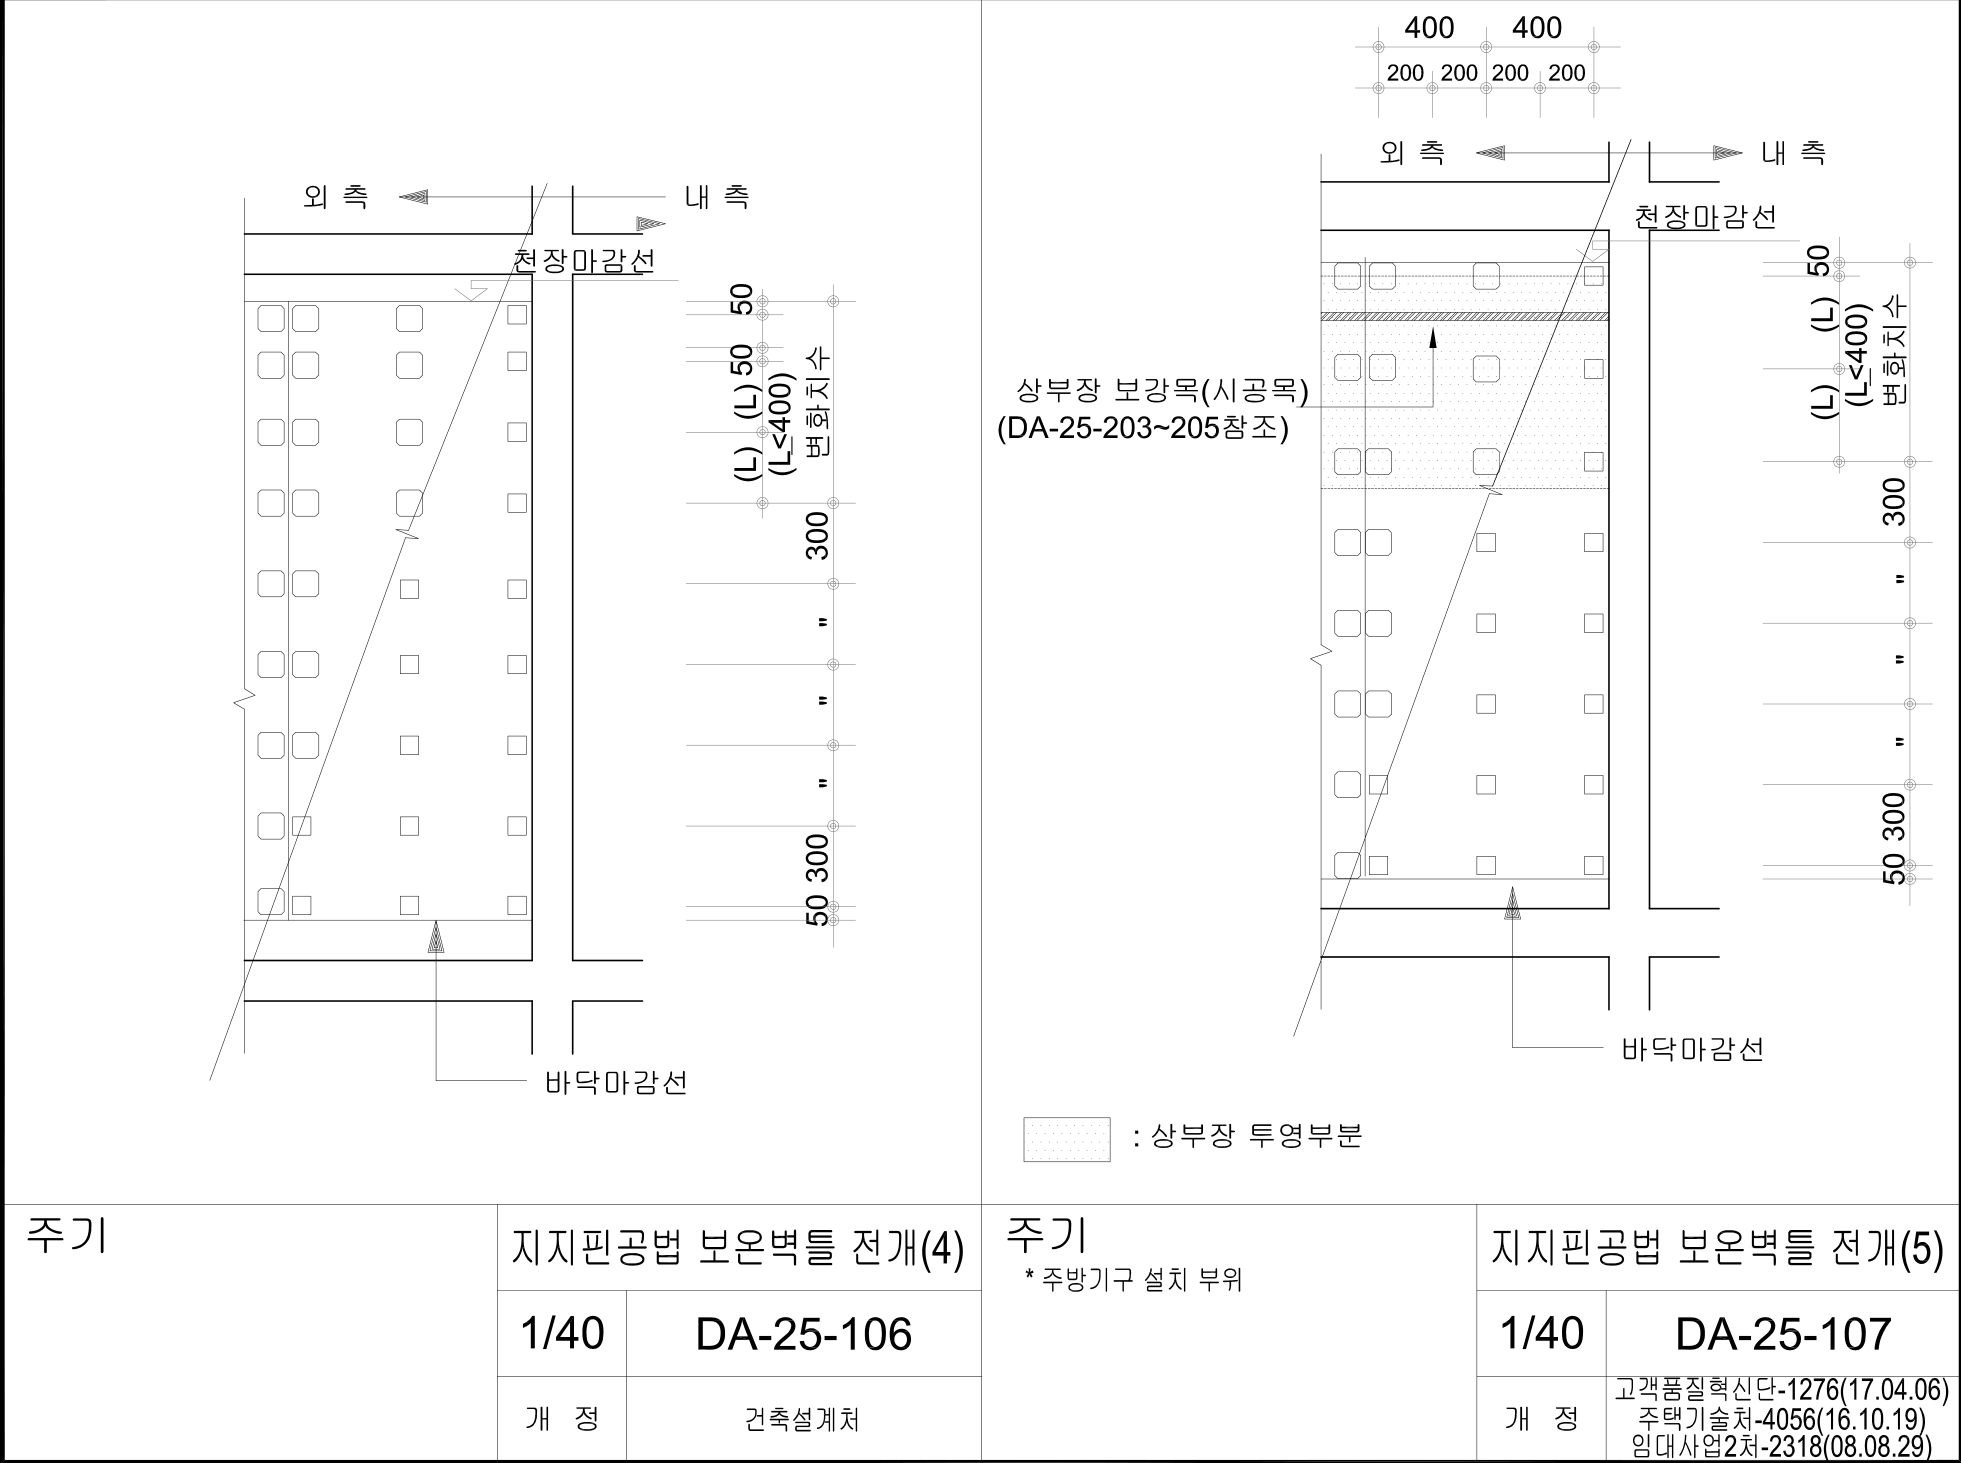 외 측
내 측
천장마감선
50
50
(L)
(L)
(L<400)
변화치수
300
"
"
"
300
50
바닥마감선
주기
지지핀공법 보온벽틀 전개(4)
1/40
DA-25-106
개 정
건축설계처
400 400
200 200 200 200
외 측
내 측
천장마감선
50
(L)
(L)
(L<400)
변화치수
상부장 보강목(시공목)
(DA-25-203~205참조)
300
"
"
"
300
50
바닥마감선
: 상부장 투영부분
주기
* 주방기구 설치 부위
지지핀공법 보온벽틀 전개(5)
1/40
DA-25-107
개 정
고객품질혁신단-1276(17.04.06)
주택기술처-4056(16.10.19)
임대사업2처-2318(08.08.29)